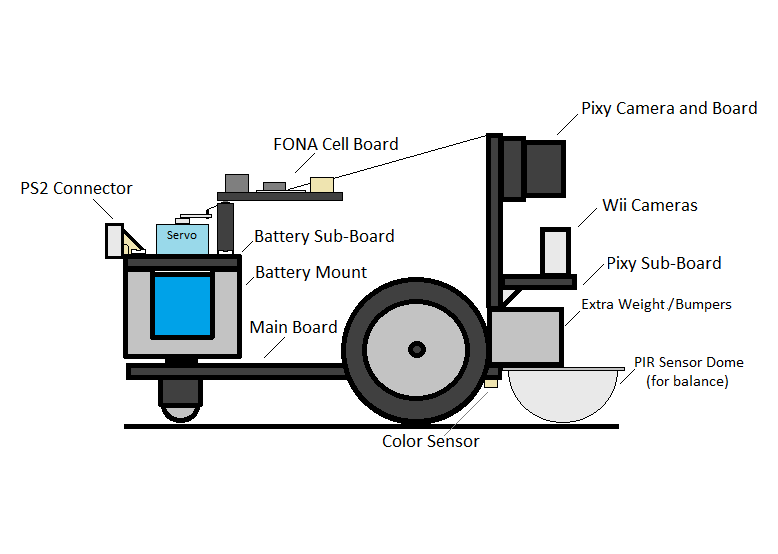 Pixy Camera and Board
FONA Cell Board
PS2 Connector
Wii Cameras
Servo
Battery Sub-Board
Pixy Sub-Board
Battery Mount
Extra Weight /Bumpers
Main Board
PIR Sensor Dome
(for balance)
Color Sensor